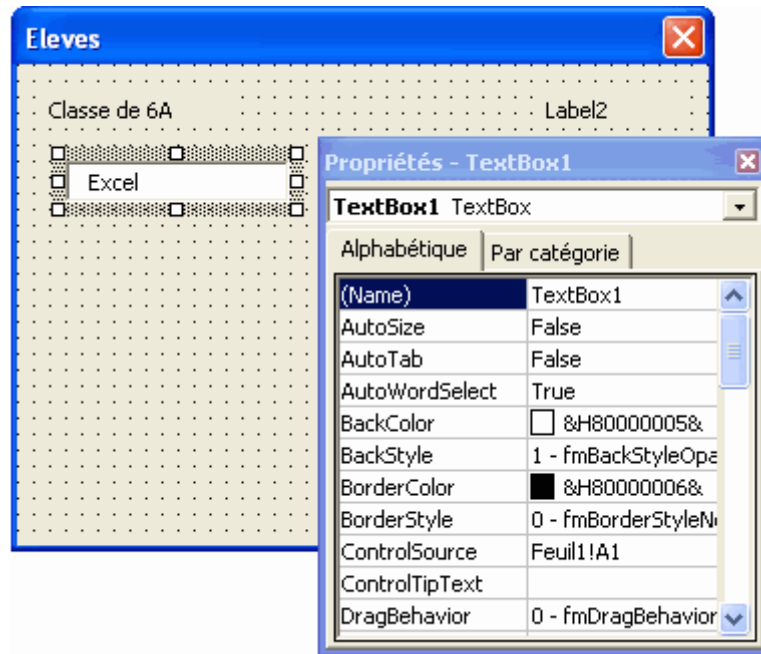 Eleves
Classe de 6A Label2
Excel
Propriétés - TextBox1
TextBox1 TextBox
Alphabétique Par catégorie
(Name) TextBox1
AutoSize False
AutoTab False
AutoWordSelect True
BackColor &H80000005&
BackStyle 1 - fmBackStyleOpa
BorderColor &H80000006&
BorderStyle 0 - fmBorderStyleN
ControlSource Feuil1!A1
ControlTipText
DragBehavior 0 - fmDragBehavior